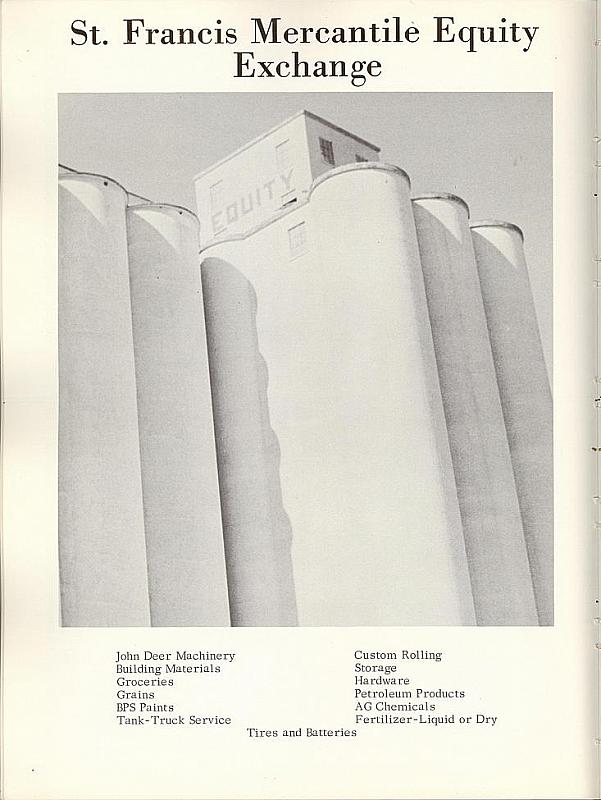 St. Francis Mercantile Equity
Exchange
EQUITY
John Deer Machinery
Building Materials
Groceries
Grains
BPS Paints
Tank-Truck Service
Custom Rolling
Storage
Hardware
Petroleum Products
AG Chemicals
Fertilizer-Liquid or Dry
Tires and Batteries